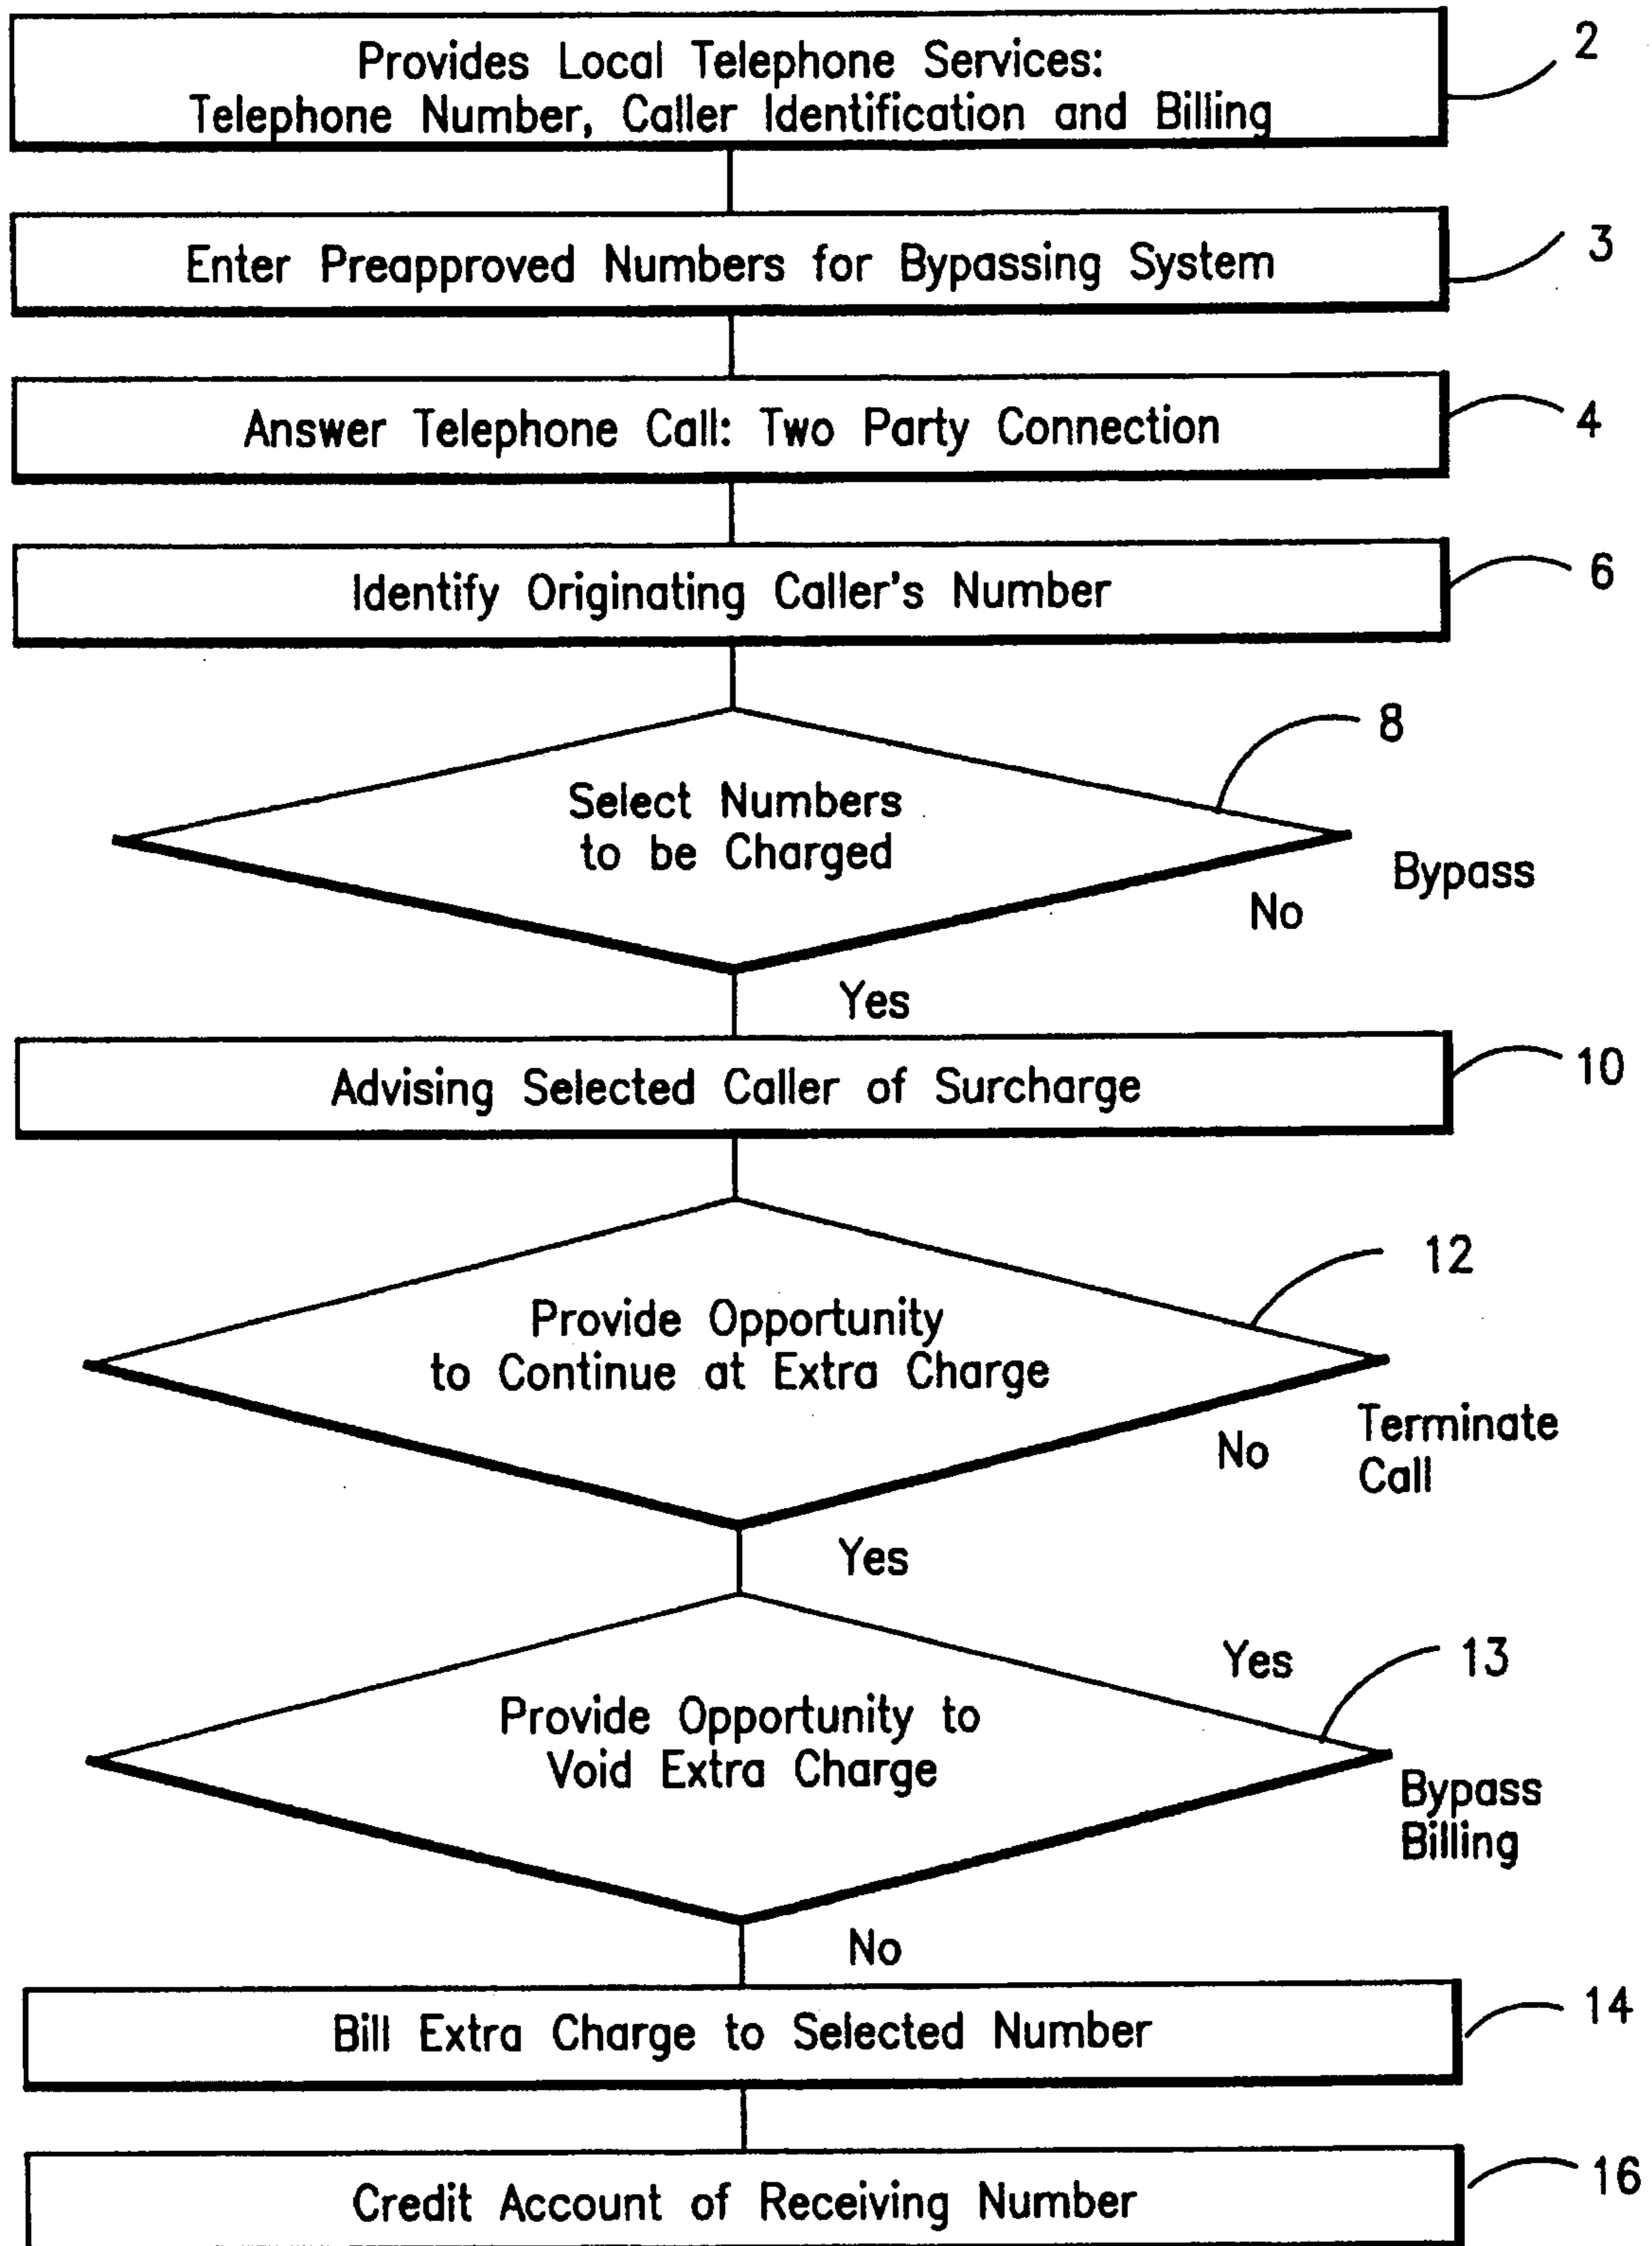 Provides Local Telephone Services:
Telephone Number, Caller Identification and Billing
2
Enter Preapproved Numbers for Bypassing System
3
Answer Telephone Call: Two Party Connection
4
Identify Originating Caller's Number
6
8
Select Numbers
to be Charged
Bypass
No
Yes
Advising Selected Caller of Surcharge
10
12
Provide Opportunity
to Continue at Extra Charge
Terminate
Call
No
Yes
Yes
13
Provide Opportunity to
Void Extra Charge
Bypass
Billing
No
Bill Extra Charge to Selected Number
14
Credit Account of Receiving Number
16